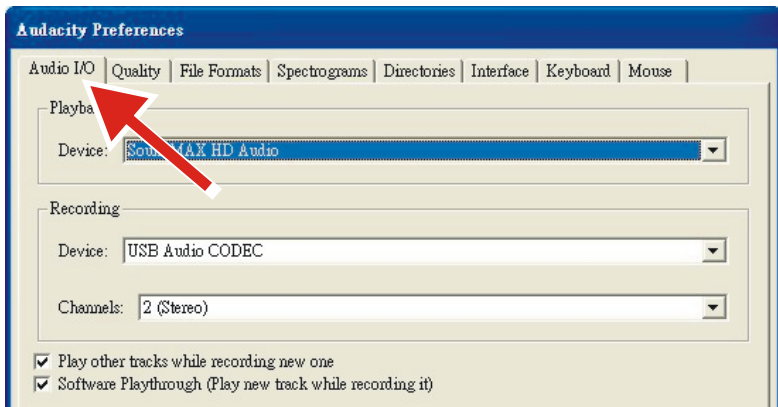 Audacity Preferences
Audio I/O Quality File Formats Spectrograms Directories Interface Keyboard Mouse
Device: MAX HD Audio
Recording
Device: USB Audio CODEC
Channels: 2 (Stereo)
Play other tracks while recording new one
Software Playthrough (Play new track while recording it)